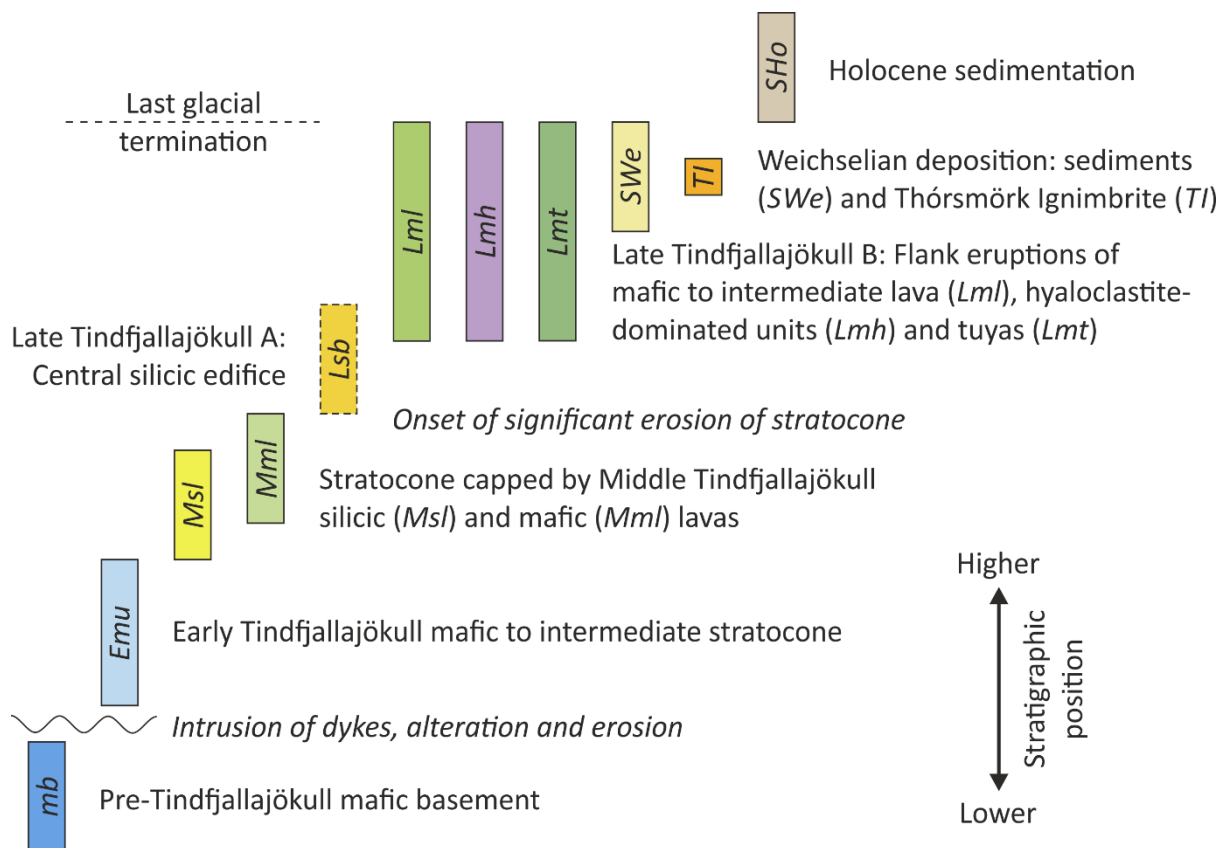 SHo
Holocene sedimentation
Last glacial
termination
Lml
Lmh
Lmt
SWe
TI
Weichselian deposition: sediments
(SWe) and Thórsmörk Ignimbrite (TI)
Late Tindfjallajökull B: Flank eruptions of
mafic to intermediate lava (Lml), hyaloclastite-
dominated units (Lmh) and tuyas (Lmt)
Late Tindfjallajökull A:
Central silicic edifice
Lsb
Onset of significant erosion of stratocone
Msl
Mml
Stratocone capped by Middle Tindfjallajökull
silicic (Msl) and mafic (Mml) lavas
Emu
Early Tindfjallajökull mafic to intermediate stratocone
Higher
Stratigraphic
position
Lower
Intrusion of dykes, alteration and erosion
mb
Pre-Tindfjallajökull mafic basement